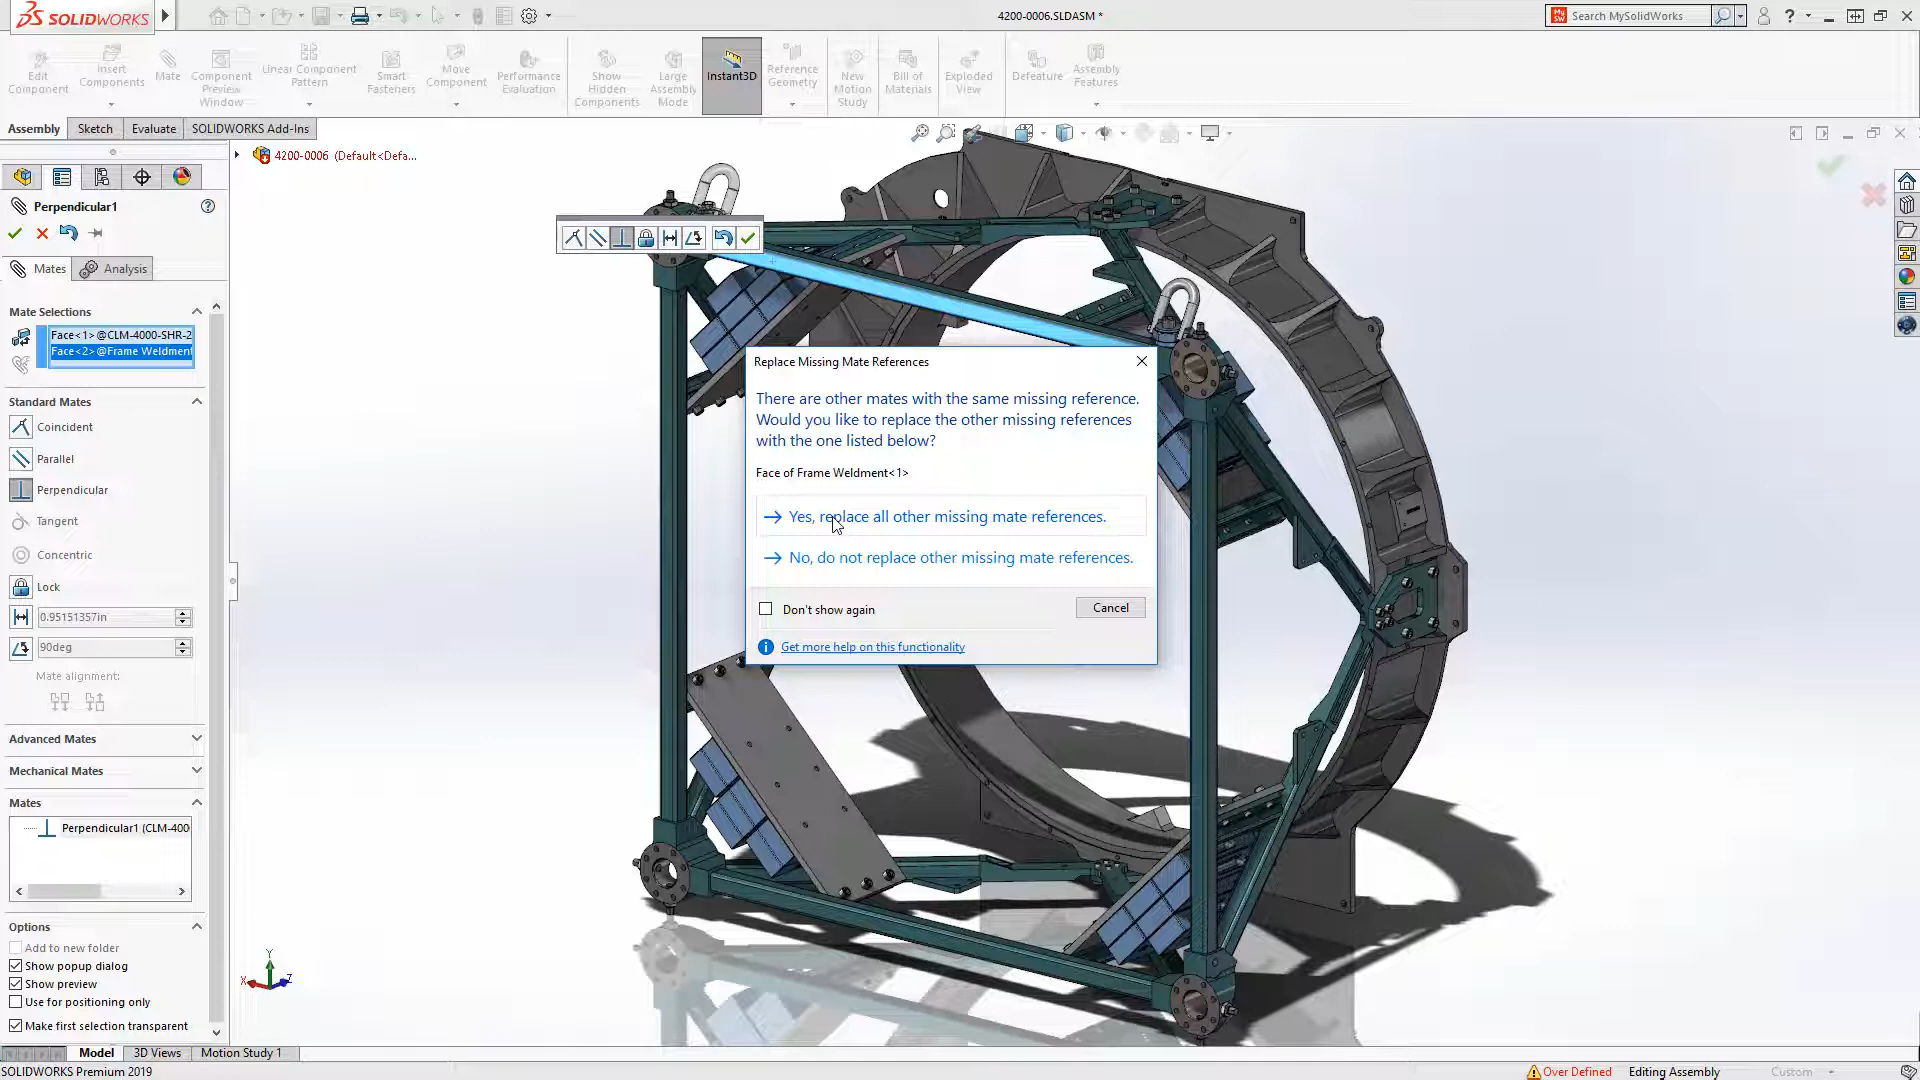 SOLIDWORKS
4200-0006.SLDASM *
Search MySolidWorks
Edit Component
Insert Components
Mate
Component Preview Window
Linear Component Pattern
Smart Fasteners
Move Component
Performance Evaluation
Show Hidden Components
Large Assembly Mode
Instant3D
Reference Geometry
New Motion Study
Bill of Materials
Exploded View
Defeature
Assembly Features
Assembly
Sketch
Evaluate
SOLIDWORKS Add-Ins
4200-0006 (Default<Defa...
Perpendicular1
Mates
Analysis
Mate Selections
Face<1>@CLM-4000-SHR-2
Face<2>@Frame Weldment
Standard Mates
Coincident
Parallel
Perpendicular
Tangent
Concentric
Lock
0.95151357in
90deg
Mate alignment:
Advanced Mates
Mechanical Mates
Mates
Perpendicular1 (CLM-400
Options
Add to new folder
Show popup dialog
Show preview
Use for positioning only
Make first selection transparent
Replace Missing Mate References
There are other mates with the same missing reference.
Would you like to replace the other missing references
with the one listed below?
Face of Frame Weldment<1>
Yes, replace all other missing mate references.
No, do not replace other missing mate references.
Don't show again
Cancel
Get more help on this functionality
Y
X
Z
Model
3D Views
Motion Study 1
SOLIDWORKS Premium 2019
Over Defined
Editing Assembly
Custom